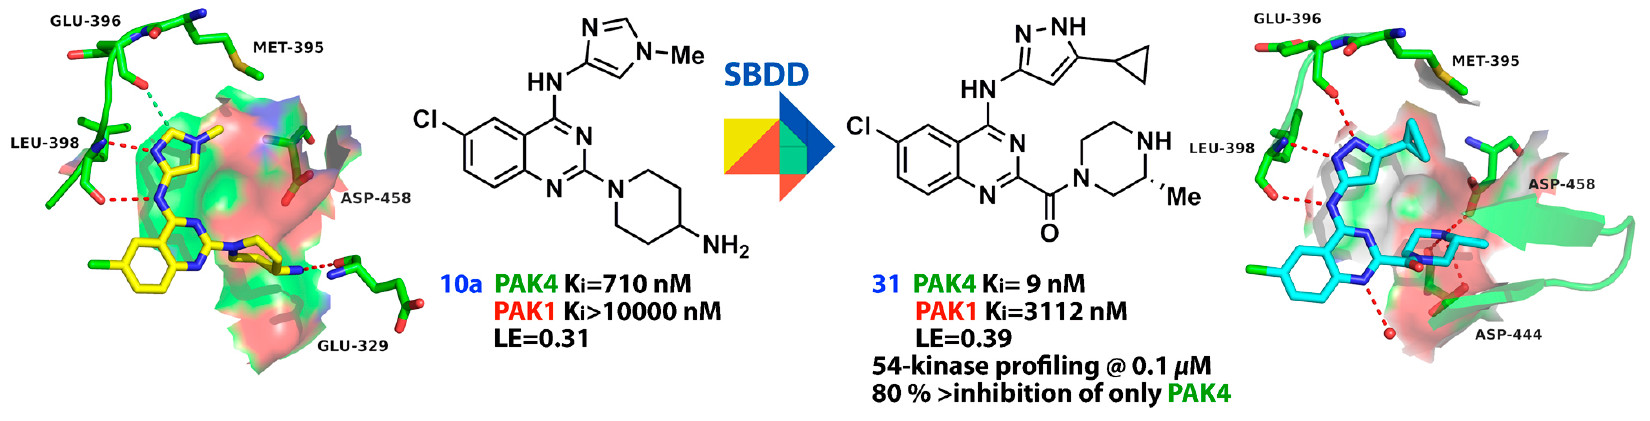 GLU-396
MET-395
LEU-398
ASP-458
GLU-329
N
N
Me
HN
Cl
N
N
N
NH₂
10a PAK4 Ki=710 nM
PAK1 Ki>10000 nM
LE=0.31
SBDD
N
NH
HN
Cl
N
N
N
NH
Me
O
31 PAK4 Ki= 9 nM
PAK1 Ki=3112 nM
LE=0.39
54-kinase profiling @ 0.1 µM
80 % >inhibition of only PAK4
GLU-396
MET-395
LEU-398
ASP-458
ASP-444